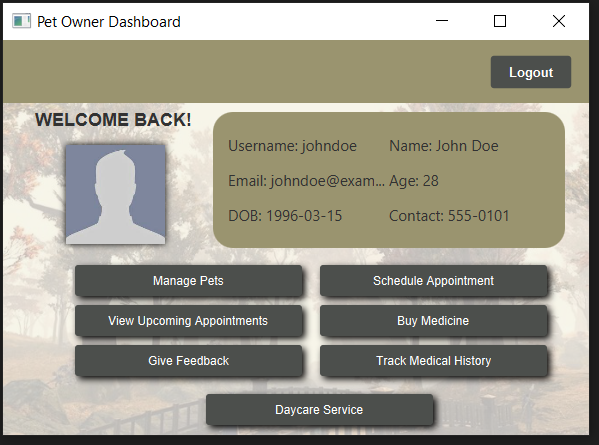 Pet Owner Dashboard
Logout
WELCOME BACK!
Username: johndoe Name: John Doe
Email: johndoe@exam... Age: 28
DOB: 1996-03-15 Contact: 555-0101
Manage Pets Schedule Appointment
View Upcoming Appointments Buy Medicine
Give Feedback Track Medical History
Daycare Service